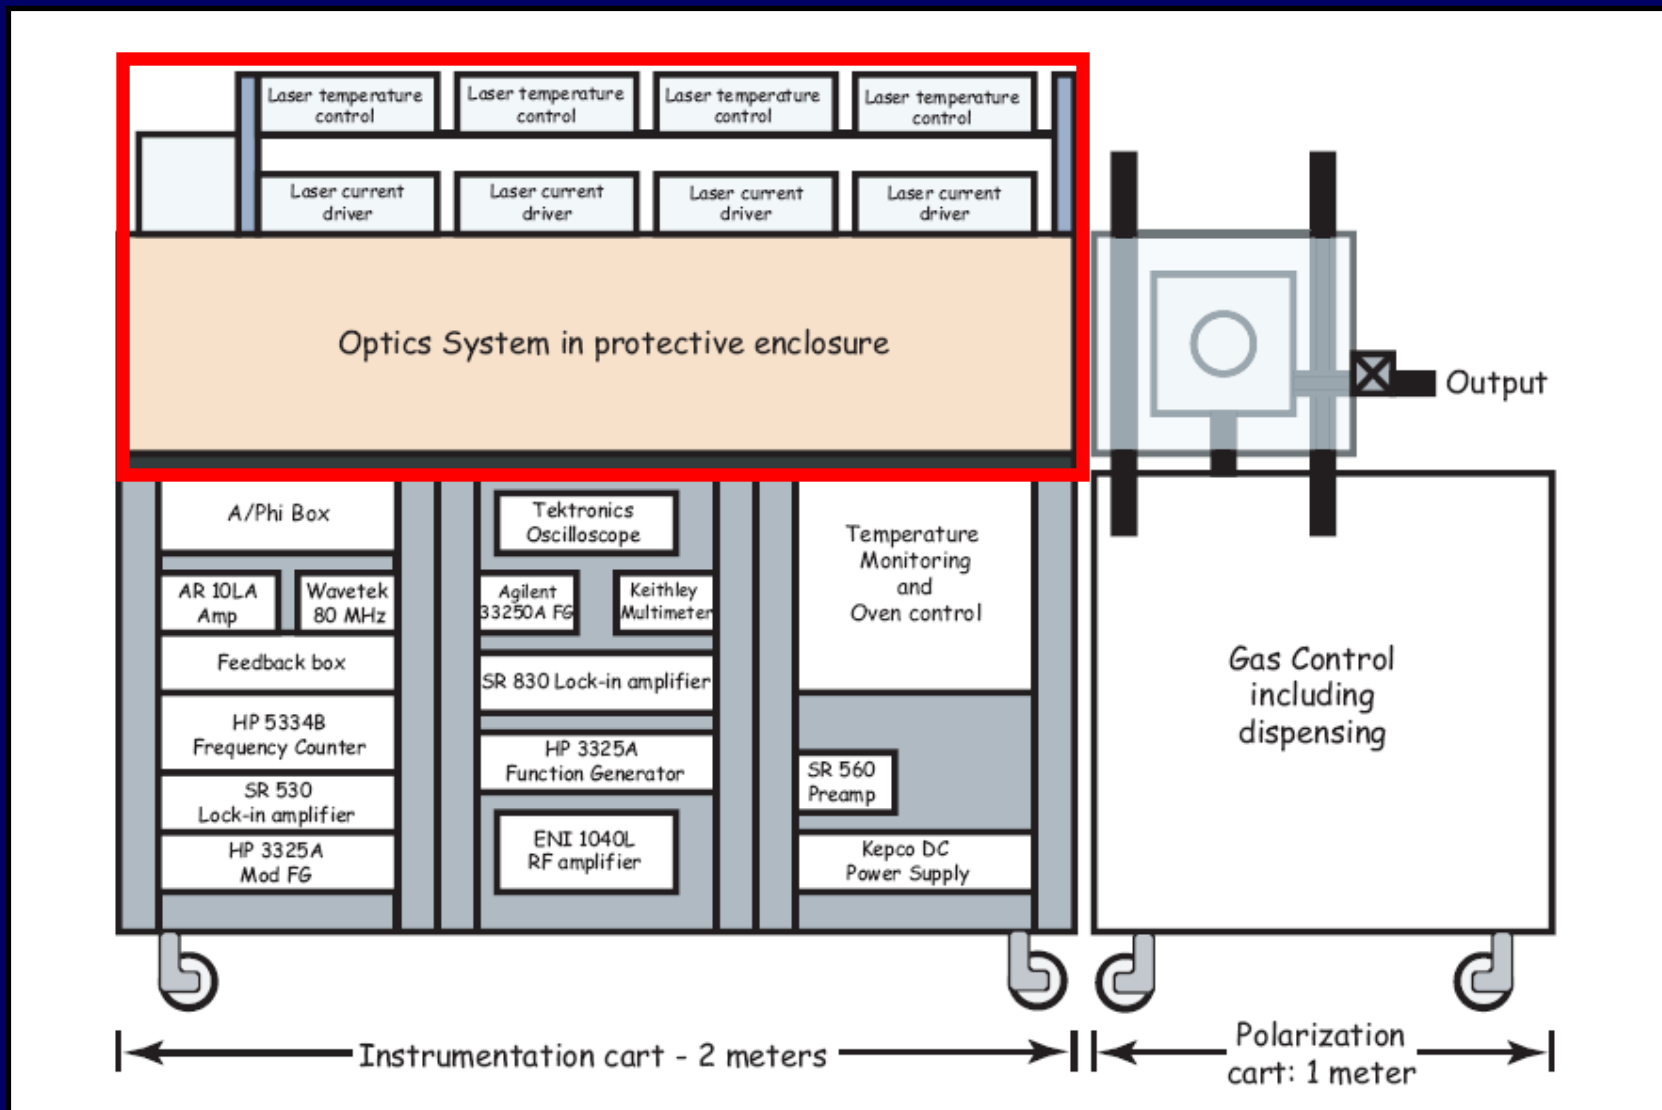 Laser temperature
control
Laser temperature
control
Laser temperature
control
Laser temperature
control
Laser current
driver
Laser current
driver
Laser current
driver
Laser current
driver
Optics System in protective enclosure
Output
A/Phi Box
AR 10LA
Amp
Wavetek
80 MHz
Feedback box
HP 5334B
Frequency Counter
SR 530
Lock-in amplifier
HP 3325A
Mod FG
Tektronics
Oscilloscope
Agilent
33250A FG
Keithley
Multimeter
SR 830 Lock-in amplifier
HP 3325A
Function Generator
ENI 1040L
RF amplifier
Temperature
Monitoring
and
Oven control
SR 560
Preamp
Kepco DC
Power Supply
Gas Control
including
dispensing
Instrumentation cart - 2 meters
Polarization
cart: 1 meter